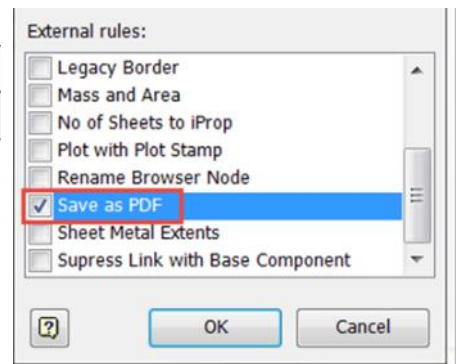 External rules:
Legacy Border
Mass and Area
No of Sheets to iProp
Plot with Plot Stamp
Rename Browser Node
Save as PDF
Sheet Metal Extents
Supress Link with Base Component
?
OK Cancel